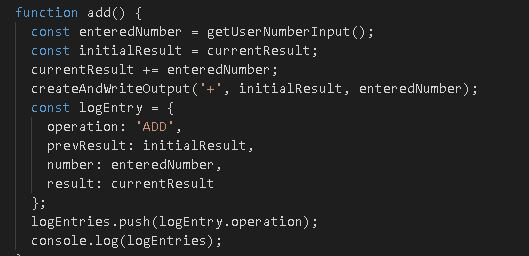 function add() {
  const enteredNumber = getUserNumberInput();
  const initialResult = currentResult;
  currentResult += enteredNumber;
  createAndWriteOutput('+', initialResult, enteredNumber);
  const logEntry = {
    operation: 'ADD',
    prevResult: initialResult,
    number: enteredNumber,
    result: currentResult
  };
  logEntries.push(logEntry.operation);
  console.log(logEntries);